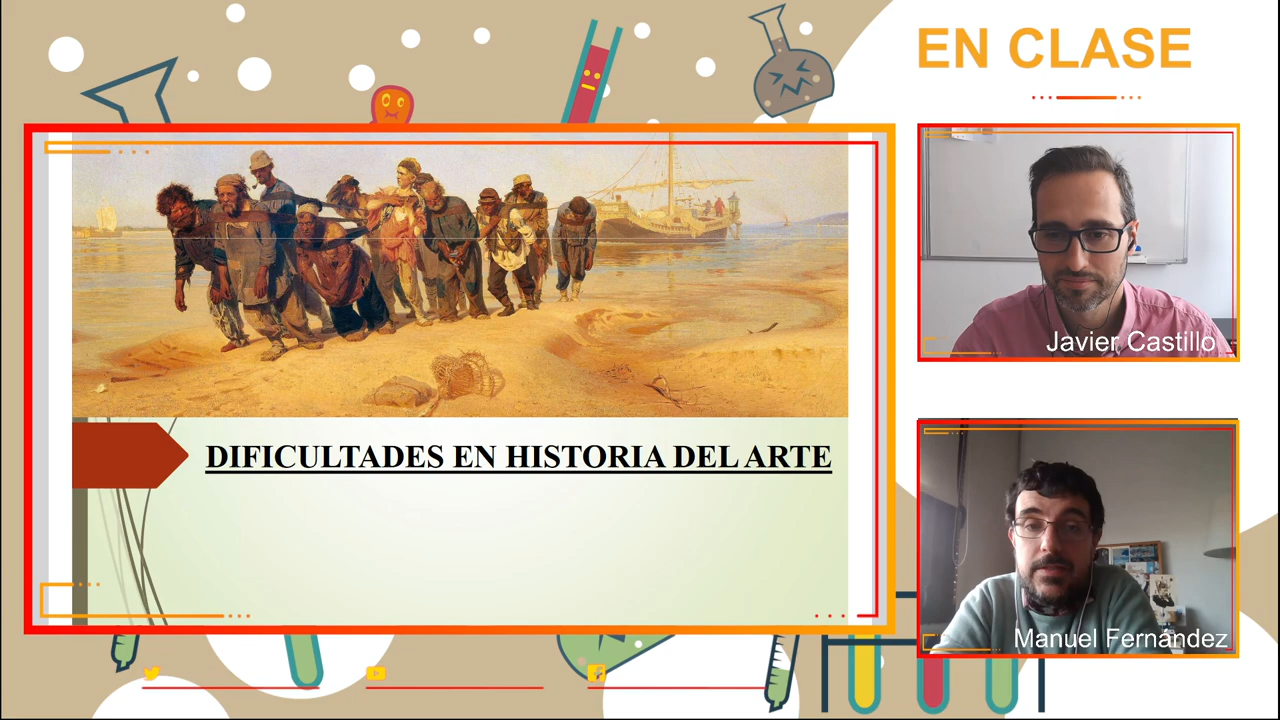 EN CLASE
Javier Castillo
DIFICULTADES EN HISTORIA DEL ARTE
Manuel Fernández